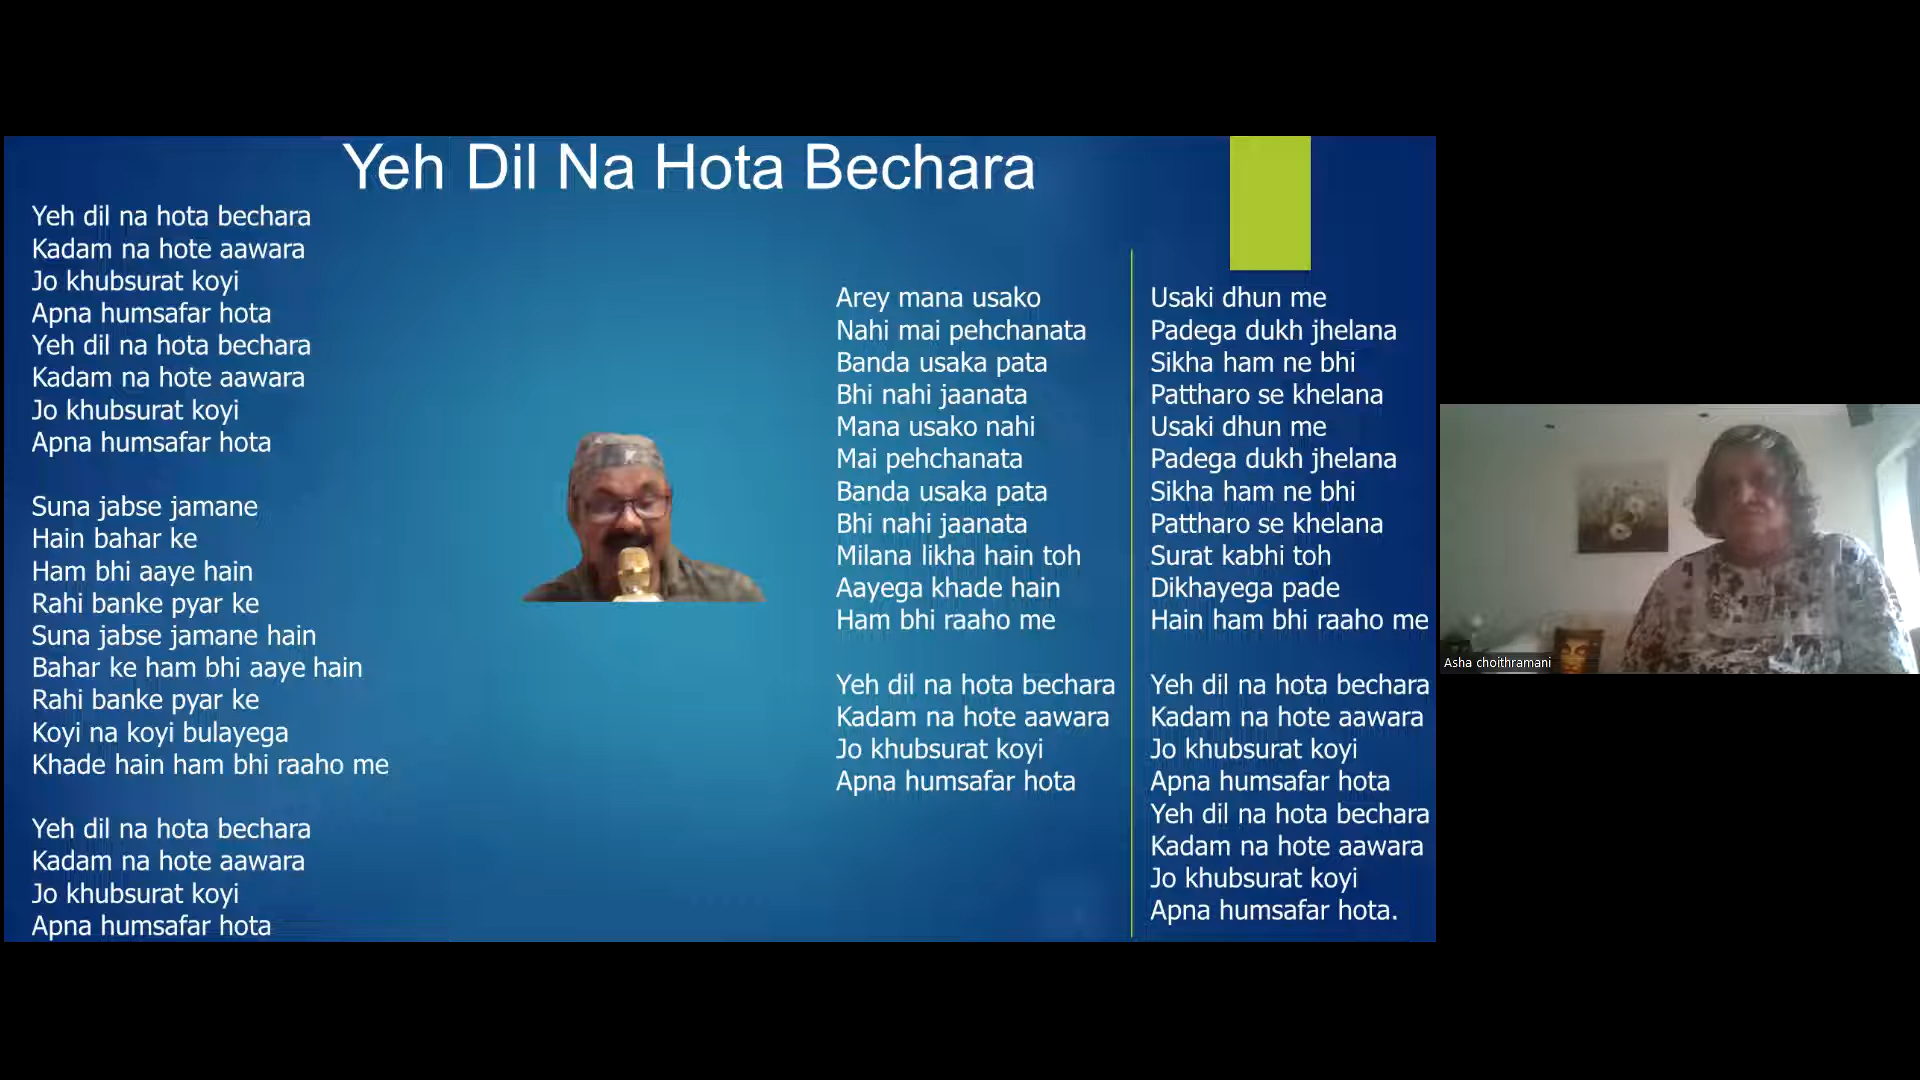 Yeh Dil Na Hota Bechara
Yeh dil na hota bechara
Kadam na hote aawara
Jo khubsurat koyi
Apna humsafar hota
Yeh dil na hota bechara
Kadam na hote aawara
Jo khubsurat koyi
Apna humsafar hota
Suna jabse jamane
Hain bahar ke
Ham bhi aaye hain
Rahi banke pyar ke
Suna jabse jamane hain
Bahar ke ham bhi aaye hain
Rahi banke pyar ke
Koyi na koyi bulayega
Khade hain ham bhi raaho me
Yeh dil na hota bechara
Kadam na hote aawara
Jo khubsurat koyi
Apna humsafar hota
Arey mana usako
Nahi mai pehchanata
Banda usaka pata
Bhi nahi jaanata
Mana usako nahi
Mai pehchanata
Banda usaka pata
Bhi nahi jaanata
Milana likha hain toh
Aayega khade hain
Ham bhi raaho me
Yeh dil na hota bechara
Kadam na hote aawara
Jo khubsurat koyi
Apna humsafar hota
Usaki dhun me
Padega dukh jhelana
Sikha ham ne bhi
Pattharo se khelana
Usaki dhun me
Padega dukh jhelana
Sikha ham ne bhi
Pattharo se khelana
Surat kabhi toh
Dikhayega pade
Hain ham bhi raaho me
Yeh dil na hota bechara
Kadam na hote aawara
Jo khubsurat koyi
Apna humsafar hota
Yeh dil na hota bechara
Kadam na hote aawara
Jo khubsurat koyi
Apna humsafar hota.
Asha choithramani